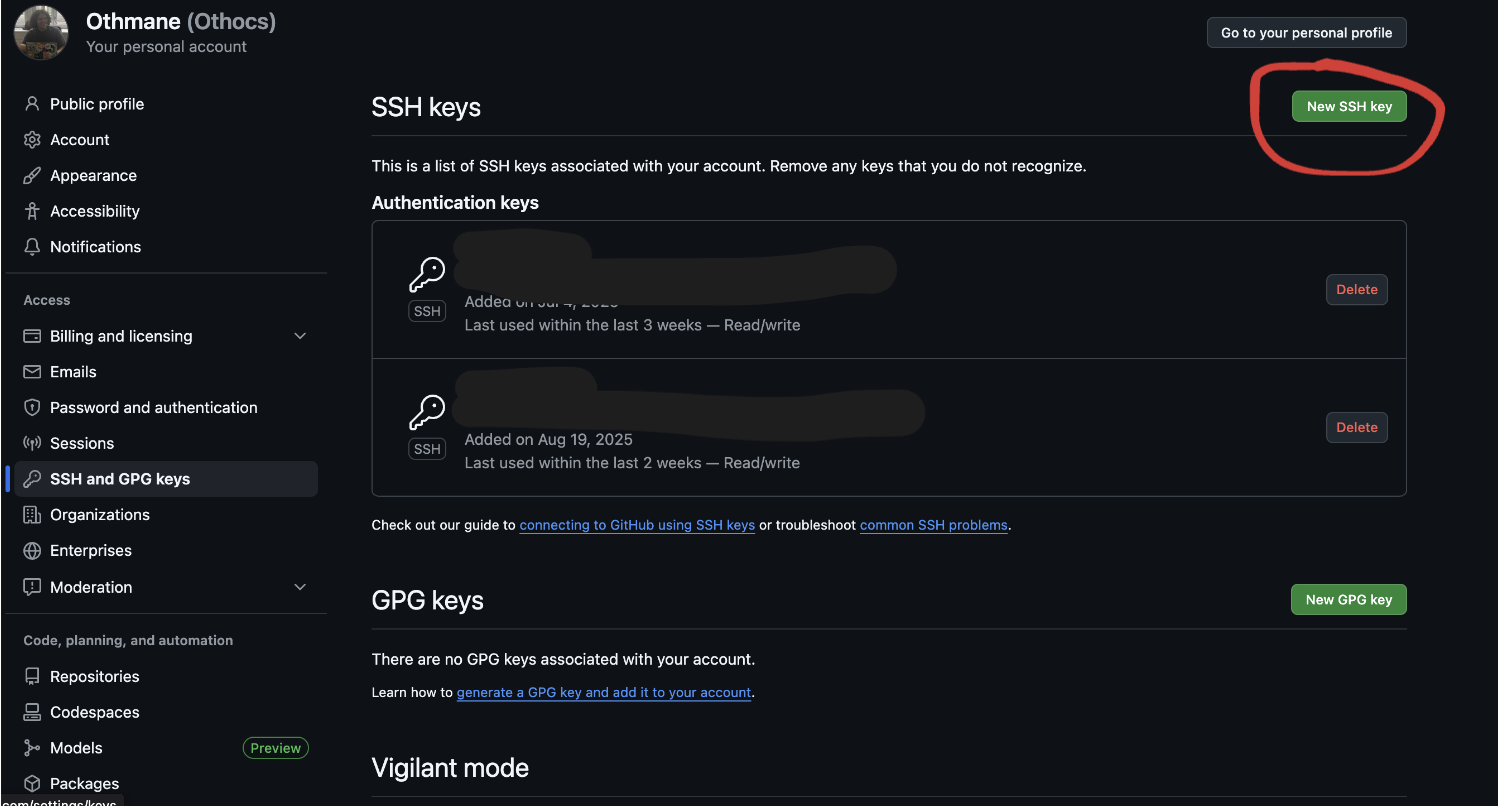 Othmane (Othocs)
Your personal account
Go to your personal profile
Public profile
Account
Appearance
Accessibility
Notifications
Access
Billing and licensing
Emails
Password and authentication
Sessions
SSH and GPG keys
Organizations
Enterprises
Moderation
Code, planning, and automation
Repositories
Codespaces
Models
Preview
Packages
SSH keys
New SSH key
This is a list of SSH keys associated with your account. Remove any keys that you do not recognize.
Authentication keys
SSH
Added on Jul 4, 2025
Last used within the last 3 weeks — Read/write
Delete
SSH
Added on Aug 19, 2025
Last used within the last 2 weeks — Read/write
Delete
Check out our guide to connecting to GitHub using SSH keys or troubleshoot common SSH problems.
GPG keys
New GPG key
There are no GPG keys associated with your account.
Learn how to generate a GPG key and add it to your account.
Vigilant mode
com/settings/keys